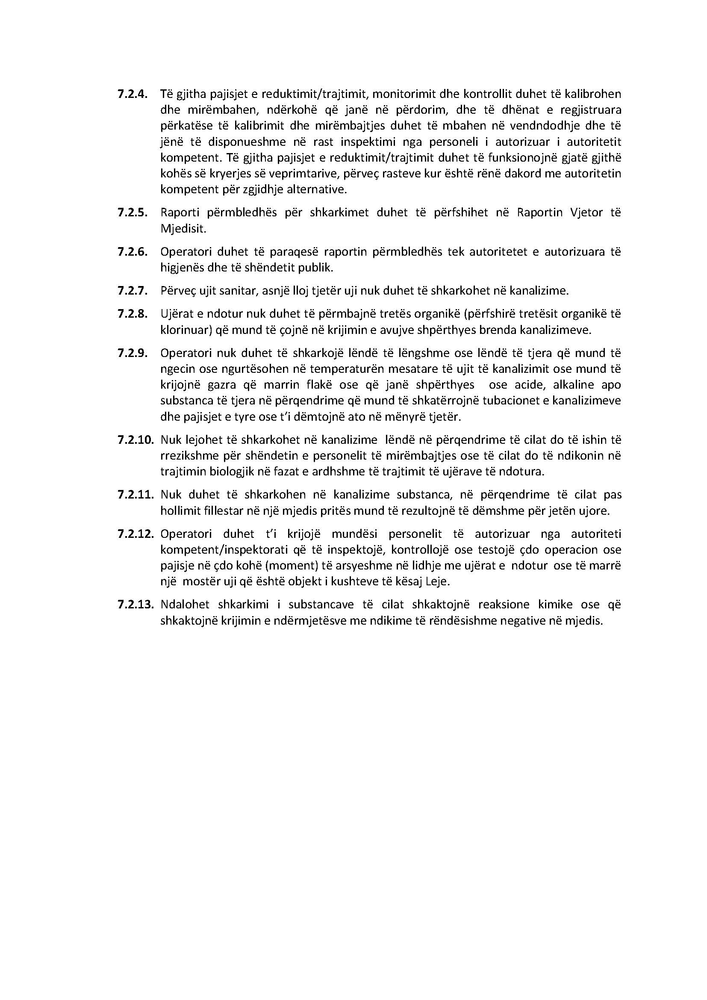 7.2.4. Të gjitha pajisjet e reduktimit/trajtimit, monitorimit dhe kontrollit duhet të kalibrohen
dhe mirëmbahen, ndërkohë që janë në përdorim, dhe të dhënat e regjistruara
përkatëse të kalibrimit dhe mirëmbajtjes duhet të mbahen në vendndodhje dhe të
jënë të disponueshme në rast inspektimi nga personeli i autorizuar i autoritetit
kompetent. Të gjitha pajisjet e reduktimit/trajtimit duhet të funksionojnë gjatë gjithë
kohës së kryerjes së veprimtarive, përveç rasteve kur është rënë dakord me autoritetin
kompetent për zgjidhje alternative.
7.2.5. Raporti përmbledhës për shkarkimet duhet të përfshihet në Raportin Vjetor të
Mjedisit.
7.2.6. Operatori duhet të paraqesë raportin përmbledhës tek autoritetet e autorizuara të
higjenës dhe të shëndetit publik.
7.2.7. Përveç ujit sanitar, asnjë lloj tjetër uji nuk duhet të shkarkohet në kanalizime.
7.2.8. Ujërat e ndotur nuk duhet të përmbajnë tretës organikë (përfshirë tretësit organikë të
klorinuar) që mund të çojnë në krijimin e avujve shpërthyes brenda kanalizimeve.
7.2.9. Operatori nuk duhet të shkarkojë lëndë të lëngshme ose lëndë të tjera që mund të
ngecin ose ngurtësohen në temperaturën mesatare të ujit të kanalizimit ose mund të
krijojnë gazra që marrin flakë ose që janë shpërthyes  ose acide, alkaline apo
substanca të tjera në përqendrime që mund të shkatërrojnë tubacionet e kanalizimeve
dhe pajisjet e tyre ose t’i dëmtojnë ato në mënyrë tjetër.
7.2.10. Nuk lejohet të shkarkohet në kanalizime  lëndë në përqendrime të cilat do të ishin të
rrezikshme për shëndetin e personelit të mirëmbajtjes ose të cilat do të ndikonin në
trajtimin biologjik në fazat e ardhshme të trajtimit të ujërave të ndotura.
7.2.11. Nuk duhet të shkarkohen në kanalizime substanca, në përqendrime të cilat pas
hollimit fillestar në një mjedis pritës mund të rezultojnë të dëmshme për jetën ujore.
7.2.12. Operatori duhet t’i krijojë mundësi personelit të autorizuar nga autoriteti
kompetent/inspektorati që të inspektojë, kontrollojë ose testojë çdo operacion ose
pajisje në çdo kohë (moment) të arsyeshme në lidhje me ujërat e  ndotur  ose të marrë
një  mostër uji që është objekt i kushteve të kësaj Leje.
7.2.13. Ndalohet shkarkimi i substancave të cilat shkaktojnë reaksione kimike ose që
shkaktojnë krijimin e ndërmjetësve me ndikime të rëndësishme negative në mjedis.